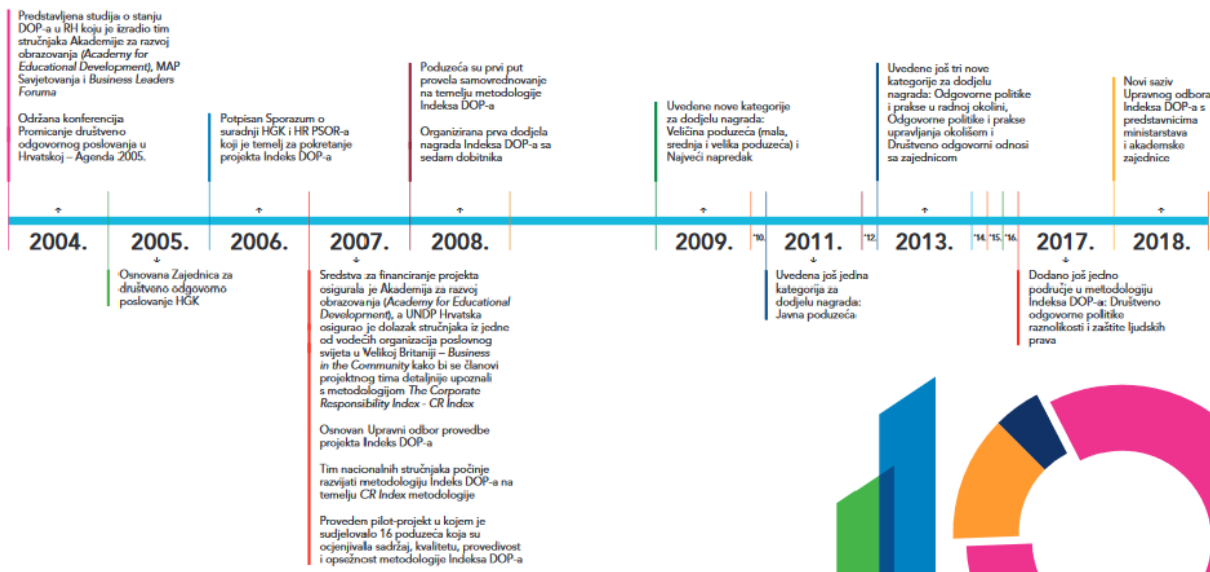 Predstavljena studija o stanju
DOP-a u RH koju je izradio tim
stručnjaka Akademije za razvoj
obrazovanja (Academy for
Educational Development), MAP
Savjetovanja i Business Leaders
Foruma
Održana konferencija
Promicanje društveno
odgovornog poslovanja u
Hrvatskoj – Agenda 2005.
Potpisan Sporazum o
suradnji HGK i HR PSOR-a
koji je temelj za pokretanje
projekta Indeks DOP-a
Poduzeća su prvi put
provela samovrednovanje
na temelju metodologije
Indeksa DOP-a
Organizirana prva dodjela
nagrada Indeksa DOP-a sa
sedam dobitnika
Uvedene nove kategorije
za dodjelu nagrada:
Veličina poduzeća (mala,
srednja i velika poduzeća) i
Najveći napredak
Uvedene još tri nove
kategorije za dodjelu
nagrada: Odgovorne politike
i prakse u radnoj okolini,
Odgovorne politike i prakse
upravljanja okolišem i
Društveno odgovorni odnosi
sa zajednicom
Novi saziv
Upravnog odbora
Indeksa DOP-a s
predstavnicima
ministarstava
i akademske
zajednice
2004. 2005. 2006. 2007. 2008. 2009. '10. 2011. '12. 2013. '14. '15. '16. 2017. 2018.
Osnovana Zajednica za
društveno odgovorno
poslovanje HGK
Sredstva za financiranje projekta
osigurala je Akademija za razvoj
obrazovanja (Academy for Educational
Development), a UNDP Hrvatska
osigurao je dolazak stručnjaka iz jedne
od vodećih organizacija poslovnog
svijeta u Velikoj Britaniji – Business
in the Community kako bi se članovi
projektnog tima detaljnije upoznali
s metodologijom The Corporate
Responsibility Index - CR Index
Osnovan Upravni odbor provedbe
projekta Indeks DOP-a
Tim nacionalnih stručnjaka počinje
razvijati metodologiju Indeks DOP-a na
temelju CR Index metodologije
Proveden pilot-projekt u kojem je
sudjelovalo 16 poduzeća koja su
ocjenjivala sadržaj, kvalitetu, provedivost
i opsežnost metodologije Indeksa DOP-a
Uvedena još jedna
kategorija za
dodjelu nagrada:
Javna poduzeća
Dodano još jedno
područje u metodologiju
Indeksa DOP-a: Društveno
odgovorne politike
raznolikosti i zaštite ljudskih
prava